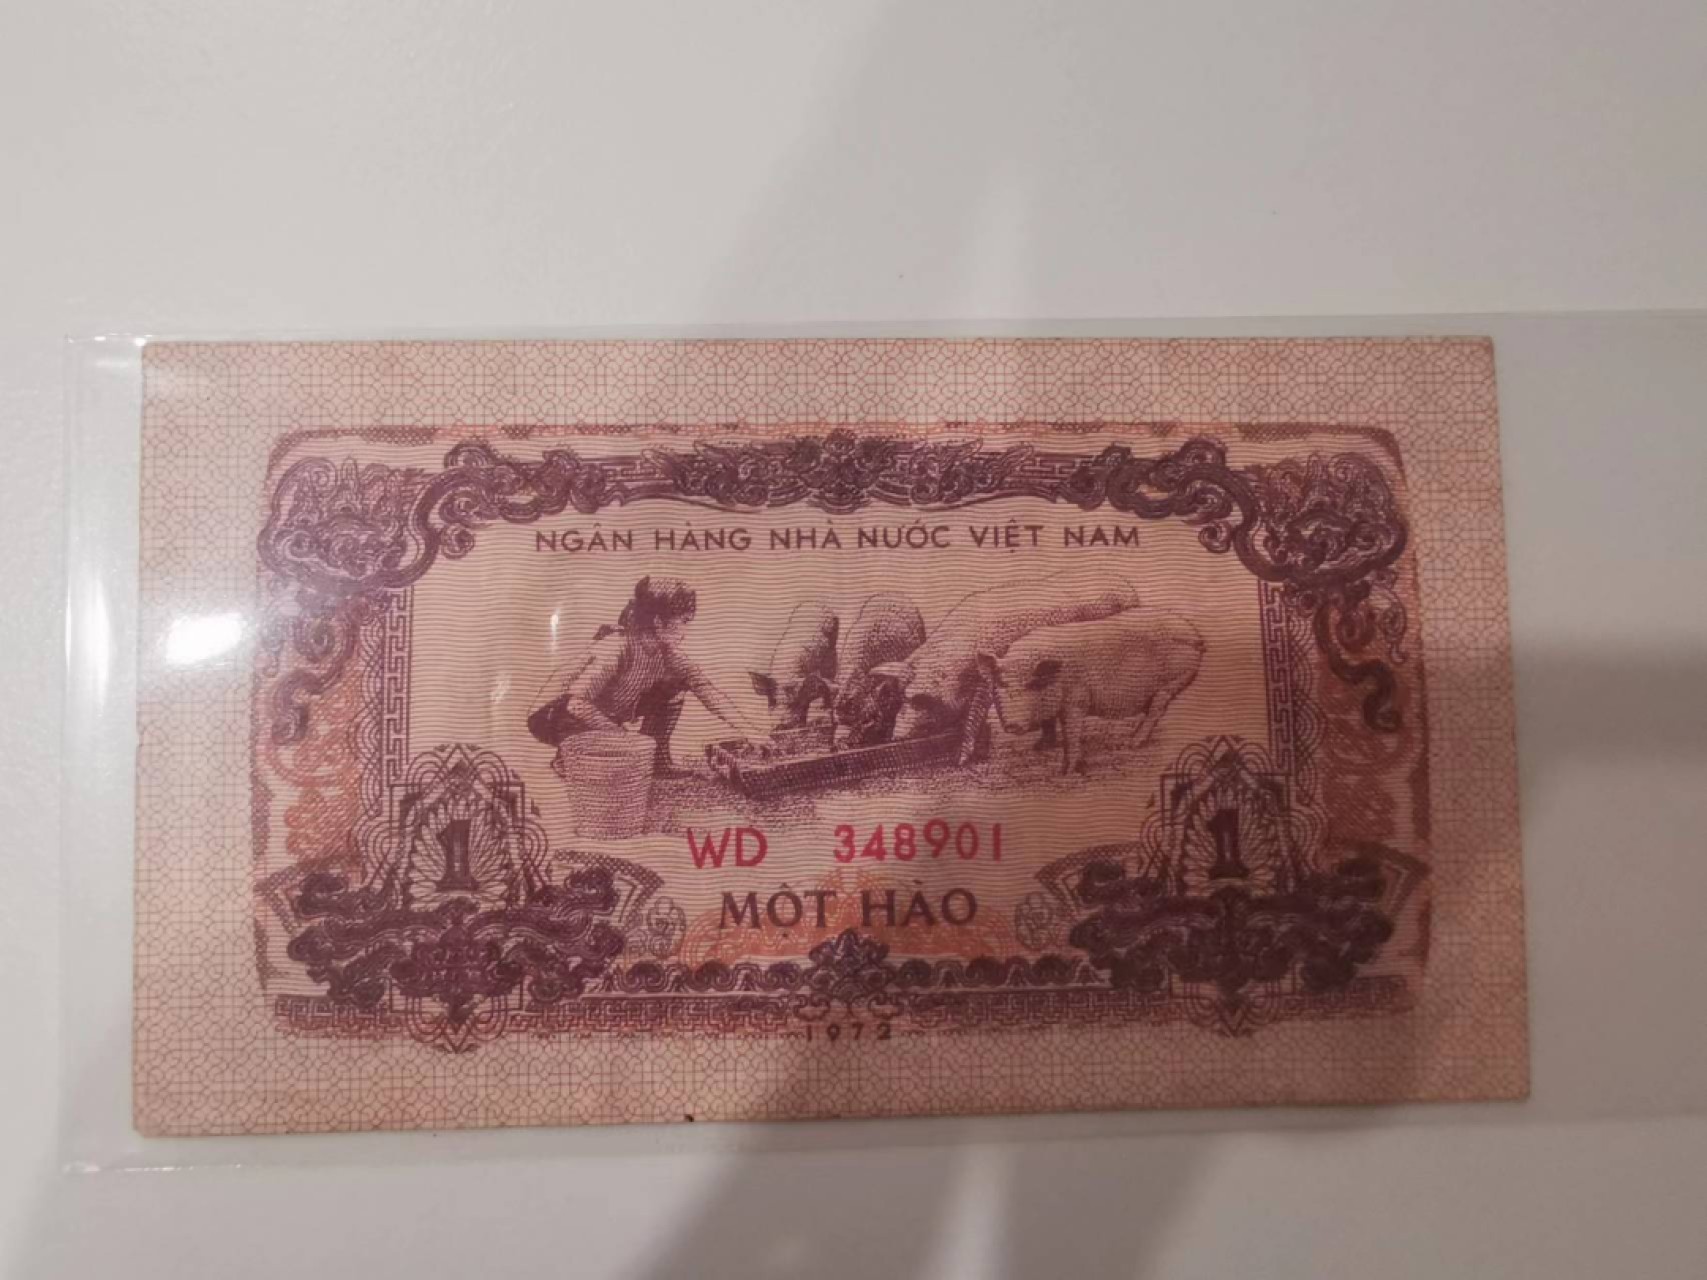 NGÂN HÀNG NHÀ NƯỚC VIỆT NAM
WD 348901
1 1
MỘT HÀO
1972